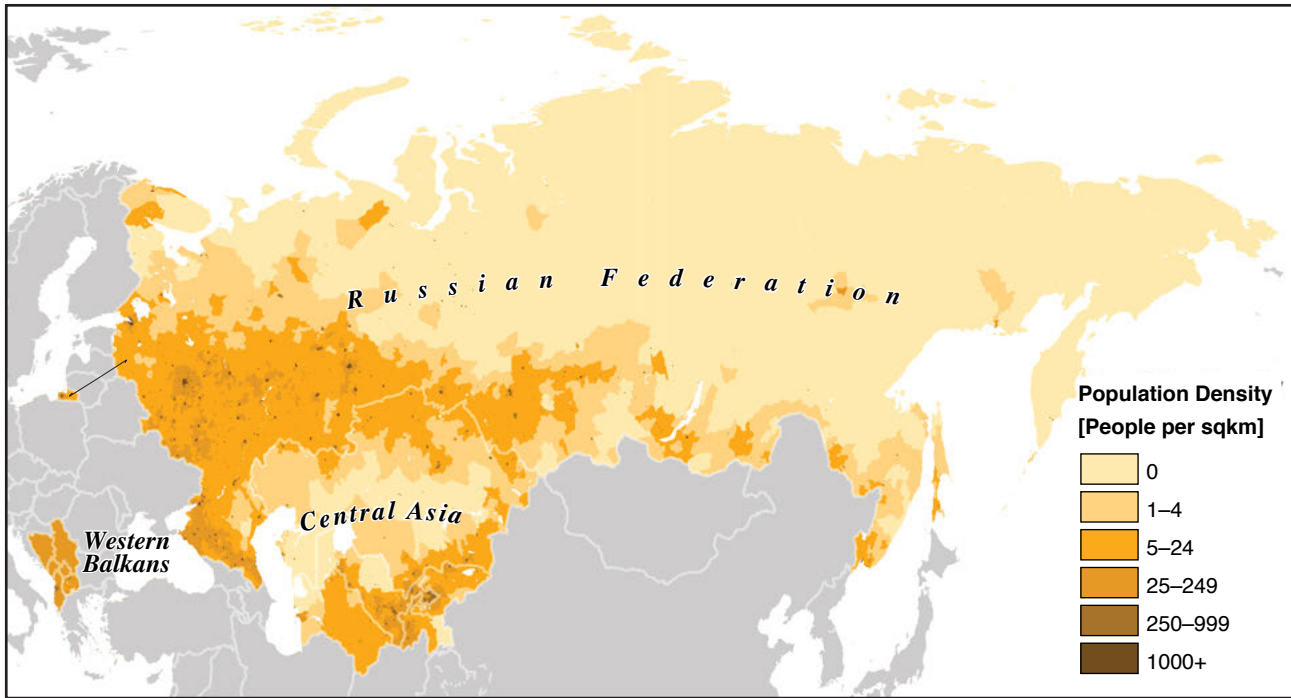 Russian Federation
Central Asia
Western
Balkans
Population Density
[People per sqkm]
0
1–4
5–24
25–249
250–999
1000+